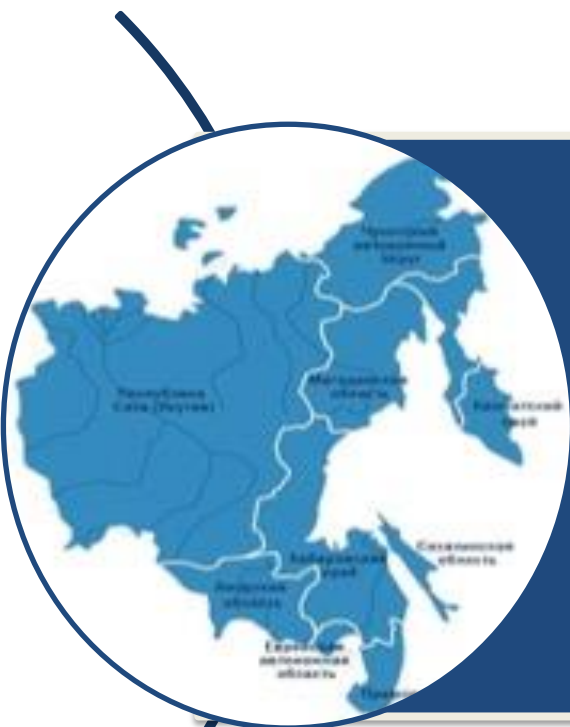 Чукотский
автономный
округ
Республика
Саха (Якутия)
Магаданская
область
Камчатский
край
Сахалинская
область
Хабаровский
край
Амурская
область
Еврейская
автономная
область